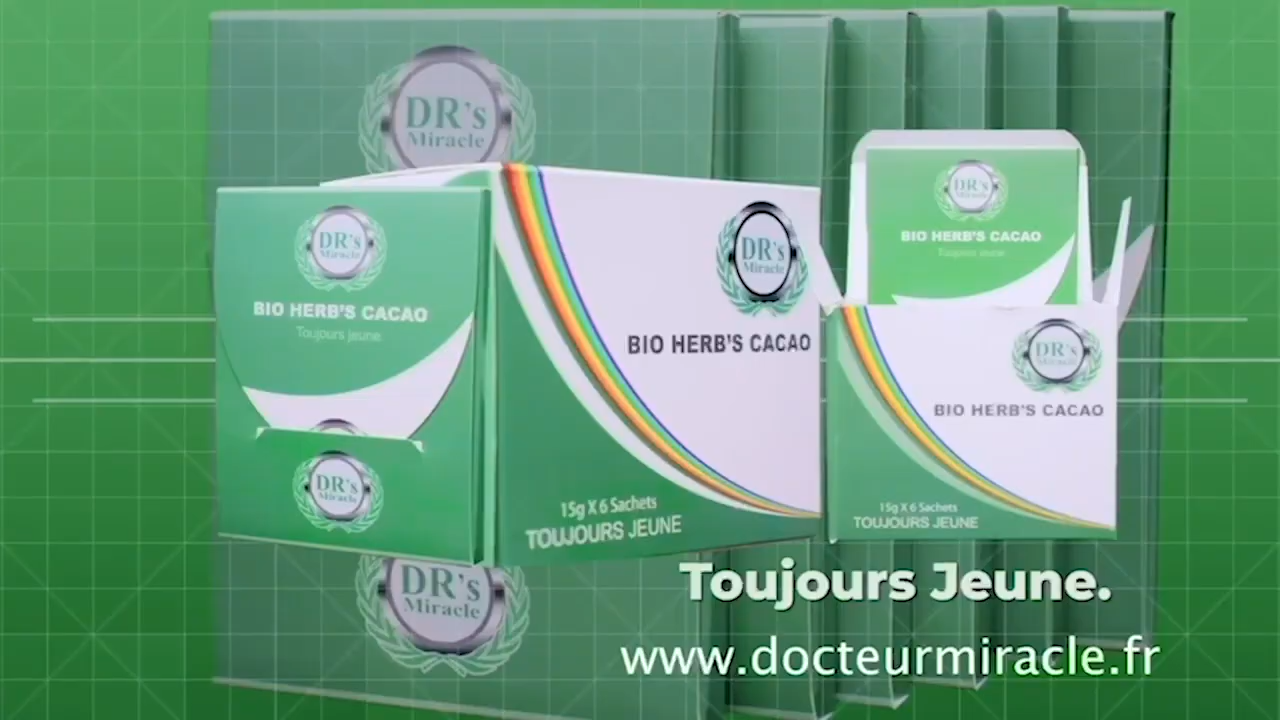 DR's
Miracle
DR's
Miracle
BIO HERB'S CACAO
Toujours jeune
DR's
Miracle
DR's
Miracle
BIO HERB'S CACAO
15g X 6 Sachets
TOUJOURS JEUNE
DR's
Miracle
BIO HERB'S CACAO
Toujours jeune
DR's
Miracle
BIO HERB'S CACAO
15g X 6 Sachets
TOUJOURS JEUNE
DR's
Miracle
Toujours Jeune.
www.docteurmiracle.fr